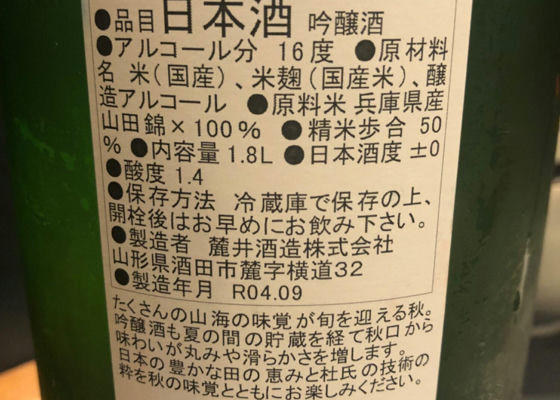 ●品目 日本酒 吟醸酒
●アルコール分 16度 ●原材料
名 米(国産)、米麹(国産米)、醸
造アルコール ●原料米 兵庫県産
山田錦×100% ●精米歩合 50
% ●内容量 1.8L ●日本酒度 ±0
●酸度 1.4
●保存方法 冷蔵庫で保存の上、
開栓後はお早めにお飲み下さい。
●製造者 麓井酒造株式会社
山形県酒田市麓字横道32
●製造年月 R04.09
たくさんの山海の味覚が旬を迎える秋。
吟醸酒も夏の間の貯蔵を経て秋口から
味わいが丸みや滑らかさを増します。
日本の豊かな田の恵みと杜氏の技術の
粋を秋の味覚とともにお楽しみください。